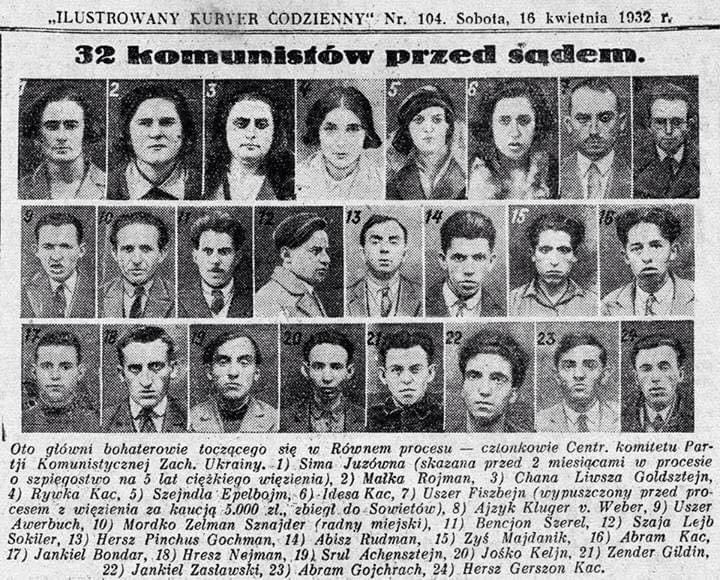 „ILUSTROWANY KURYER CODZIENNY“ Nr. 104. Sobota, 16 kwietnia 1932 r.
32 komunistów przed sądem.
1 2 3 4 5 6 7 8
9 10 11 12 13 14 15 16
17 18 19 20 21 22 23 24
Oto główni bohaterowie toczącego się w Równem procesu — członkowie Centr. komitetu Par-
tji Komunistycznej Zach. Ukrainy. 1) Sima Juzówna (skazana przed 2 miesiącami w procesie
o szpiegostwo na 5 lat ciężkiego więzienia), 2) Małka Rojman, 3) Chana Liwsza Goldsztejn,
4) Rywka Kac, 5) Szejndla Epelbojm, 6) Idesa Kac, 7) Uszer Fiszbejn (wypuszczony przed pro-
cesem z więzienia za kaucją 5.000 zł., zbiegł do Sowietów), 8) Ajzyk Kluger v. Weber, 9) Uszer
Awerbuch, 10) Mordko Zelman Sznajder (radny miejski), 11) Bencjon Szerel, 12) Szaja Lejb
Sokiler, 13) Hersz Pinchus Gochman, 14) Abisz Rudman, 15) Zyś Majdanik, 16) Abram Kac,
17) Jankiel Bondar, 18) Hresz Nejman, 19) Srul Achensztejn, 20) Jośko Keljn, 21) Zender Gildin,
22) Jankiel Zasławski, 23) Abram Gojchrach, 24) Hersz Gerszon Kac.